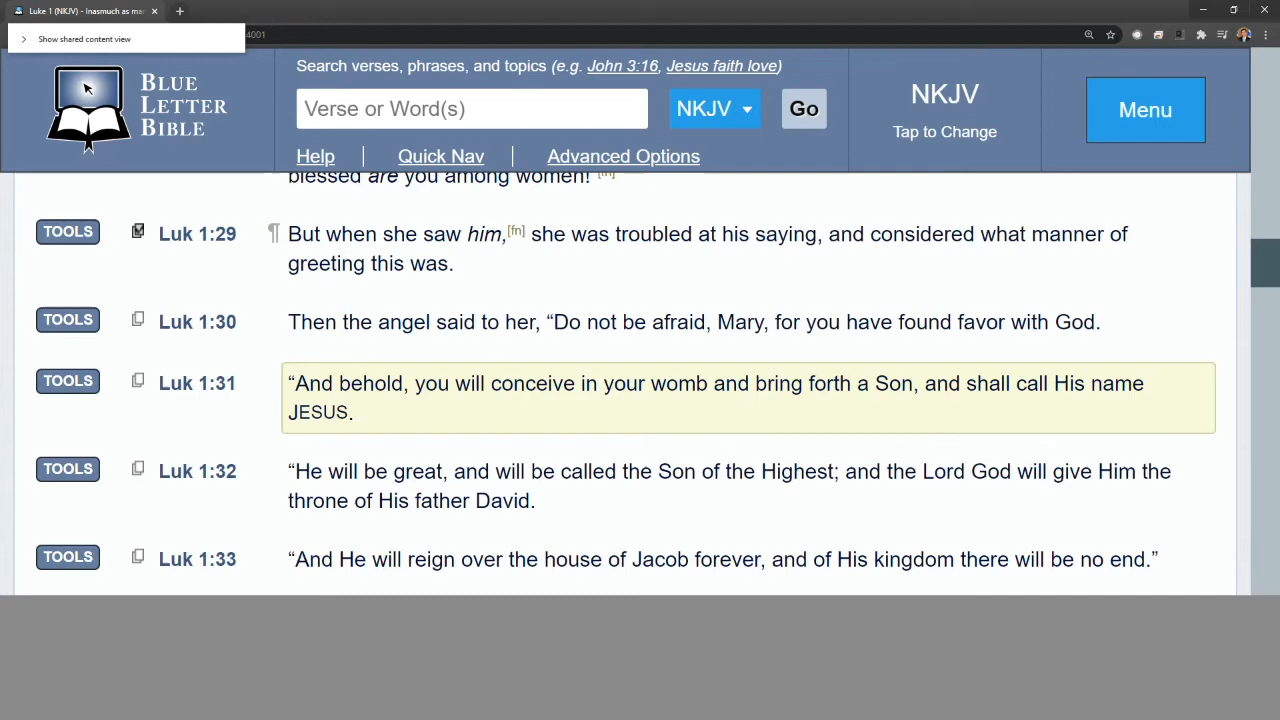 Luke 1 (NKJV) - Inasmuch as ma
Show shared content view
4001
BLUE
LETTER
BIBLE
Search verses, phrases, and topics (e.g. John 3:16, Jesus faith love)
Verse or Word(s)
NKJV
Go
Help
Quick Nav
Advanced Options
NKJV
Tap to Change
Menu
blessed are you among women! [fn]
TOOLS Luk 1:29 ¶ But when she saw him,[fn] she was troubled at his saying, and considered what manner of
greeting this was.
TOOLS Luk 1:30 Then the angel said to her, “Do not be afraid, Mary, for you have found favor with God.
TOOLS Luk 1:31 “And behold, you will conceive in your womb and bring forth a Son, and shall call His name
JESUS.
TOOLS Luk 1:32 “He will be great, and will be called the Son of the Highest; and the Lord God will give Him the
throne of His father David.
TOOLS Luk 1:33 “And He will reign over the house of Jacob forever, and of His kingdom there will be no end.”